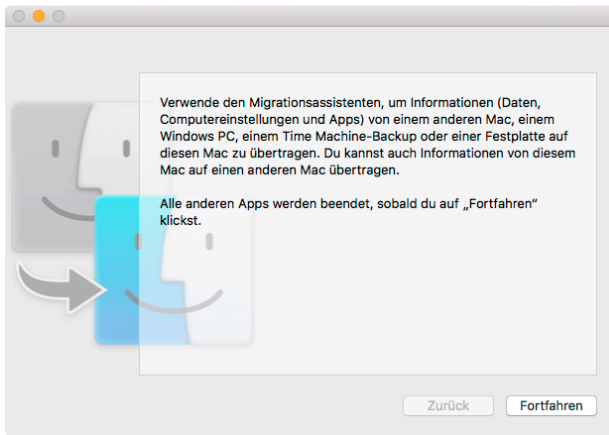 Verwende den Migrationsassistenten, um Informationen (Daten,
Computereinstellungen und Apps) von einem anderen Mac, einem
Windows PC, einem Time Machine-Backup oder einer Festplatte auf
diesen Mac zu übertragen. Du kannst auch Informationen von diesem
Mac auf einen anderen Mac übertragen.
Alle anderen Apps werden beendet, sobald du auf „Fortfahren“
klickst.
Zurück
Fortfahren